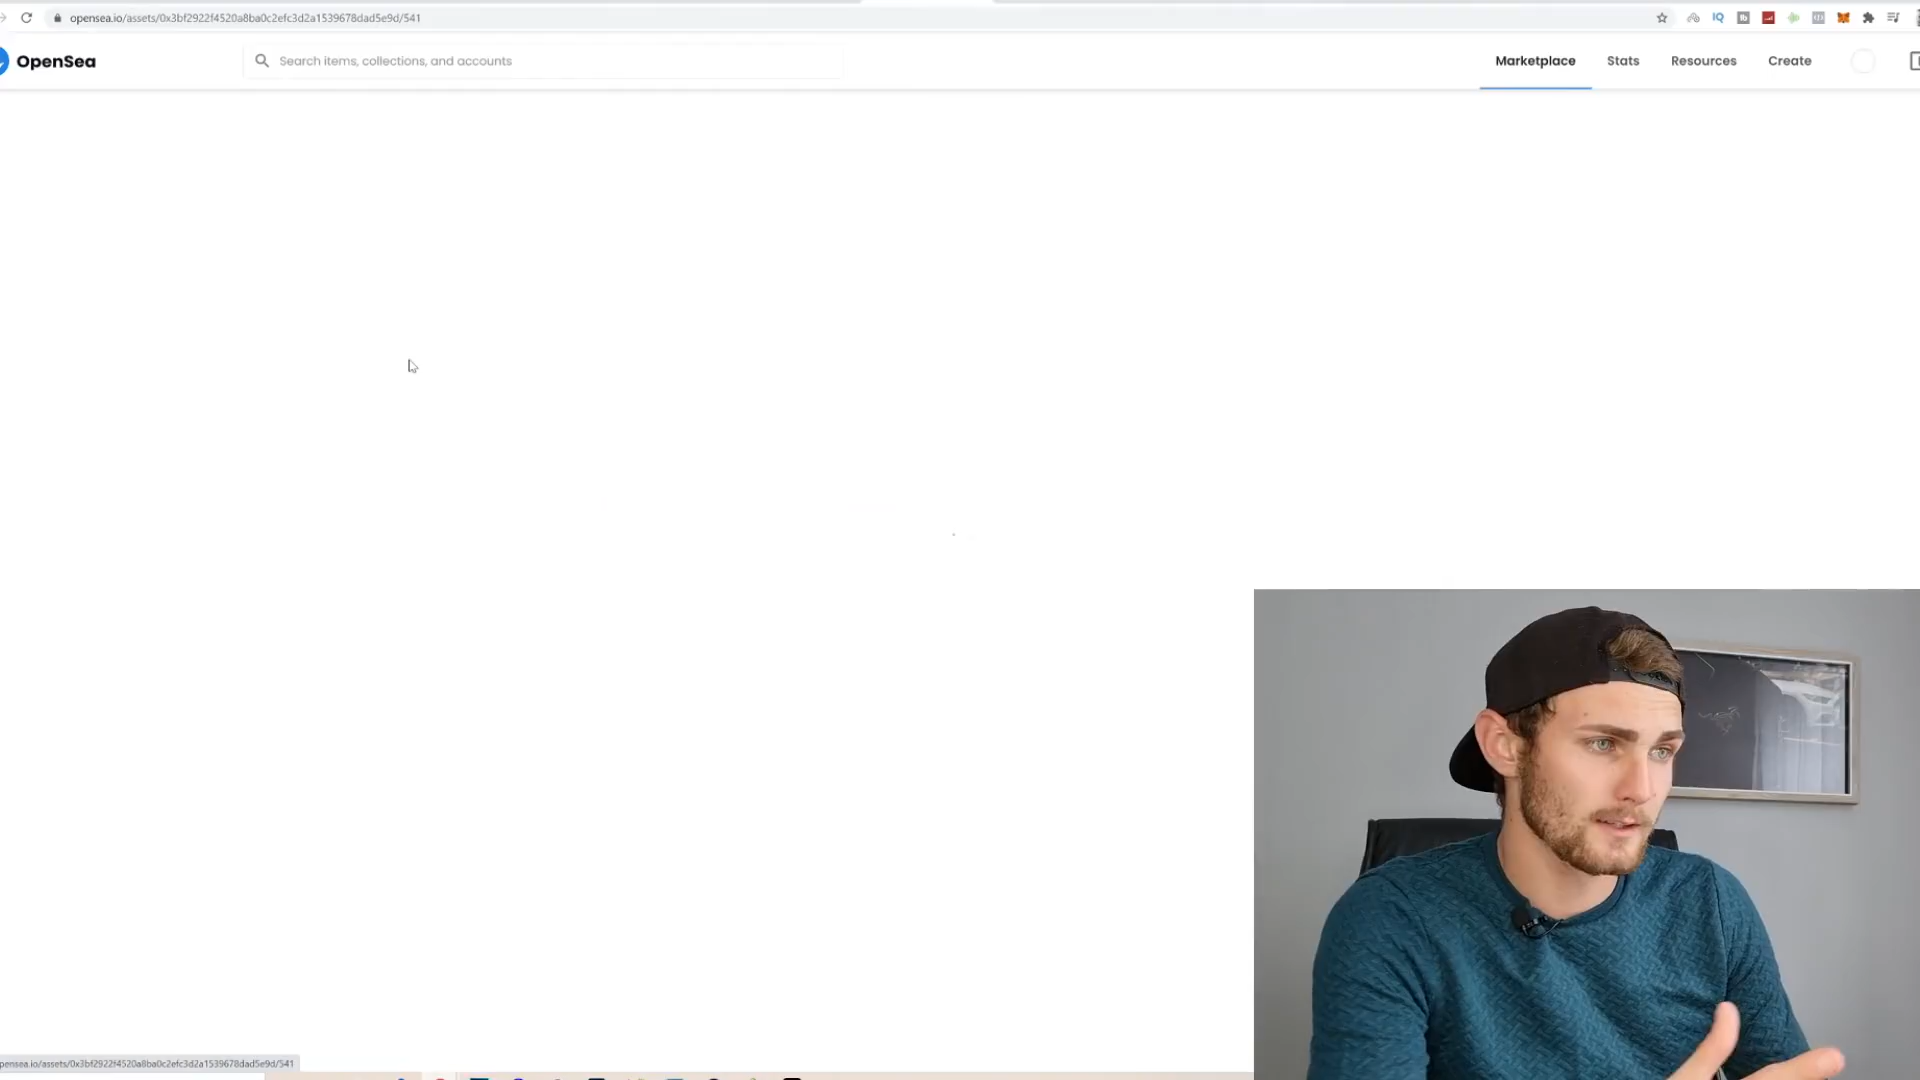 opensea.io/assets/0x3bf2922f4520a8ba0c2efc3d2a1539678dad5e9d/541
OpenSea
Search items, collections, and accounts
Marketplace
Stats
Resources
Create
pensea.io/assets/0x3bf2922f4520a8ba0c2efc3d2a1539678dad5e9d/541